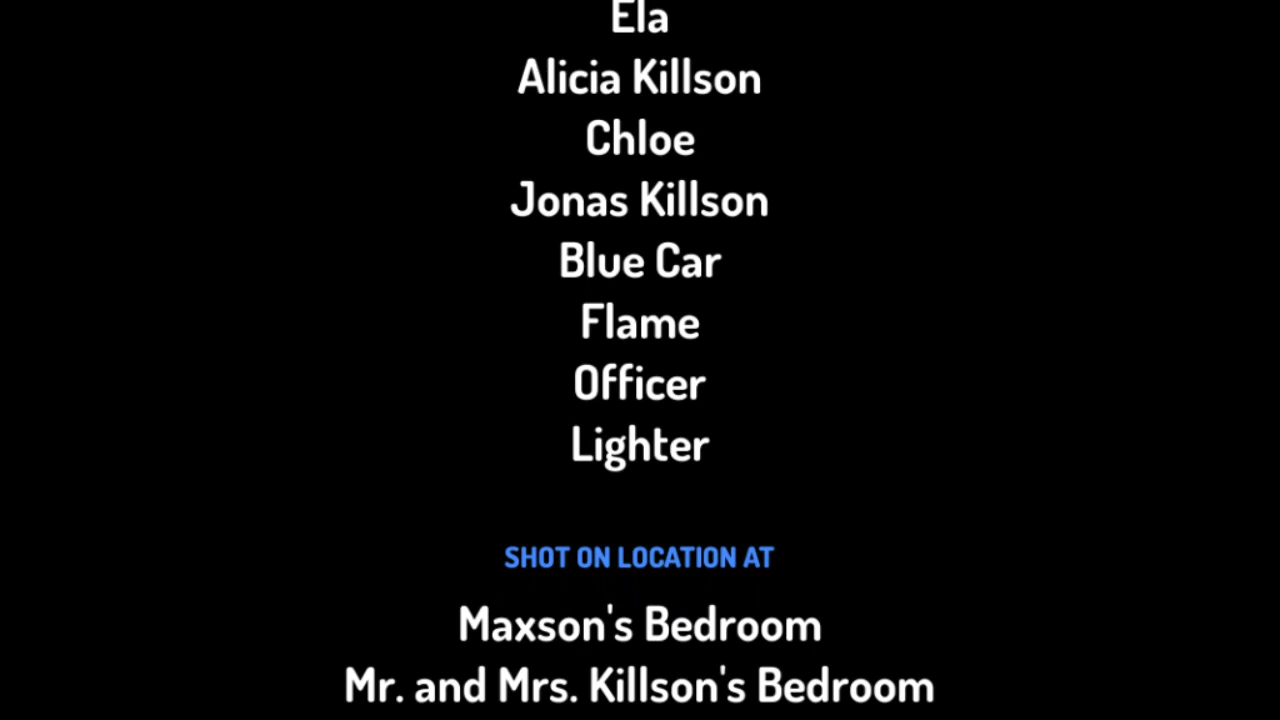 Ela
Alicia Killson
Chloe
Jonas Killson
Blue Car
Flame
Officer
Lighter
SHOT ON LOCATION AT
Maxson's Bedroom
Mr. and Mrs. Killson's Bedroom